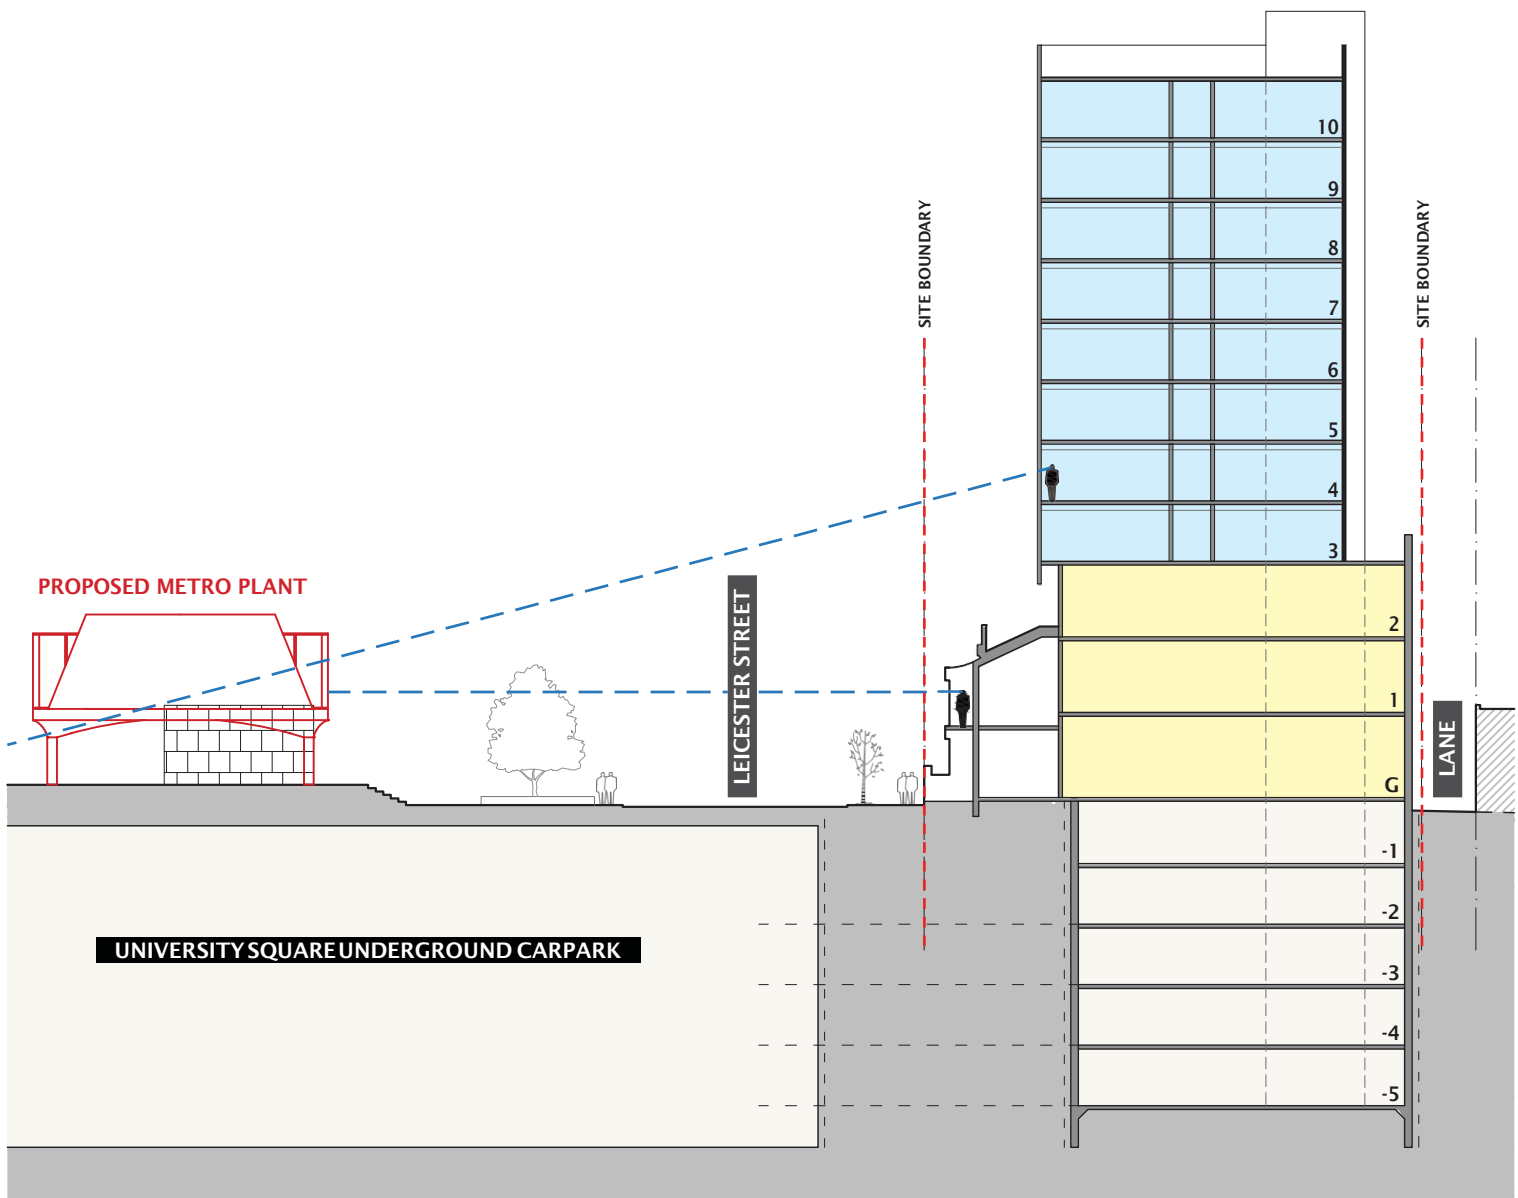 10
9
8
7
6
5
4
3
2
1
G
-1
-2
-3
-4
-5
SITE BOUNDARY
SITE BOUNDARY
PROPOSED METRO PLANT
LEICESTER STREET
LANE
UNIVERSITY SQUARE UNDERGROUND CARPARK